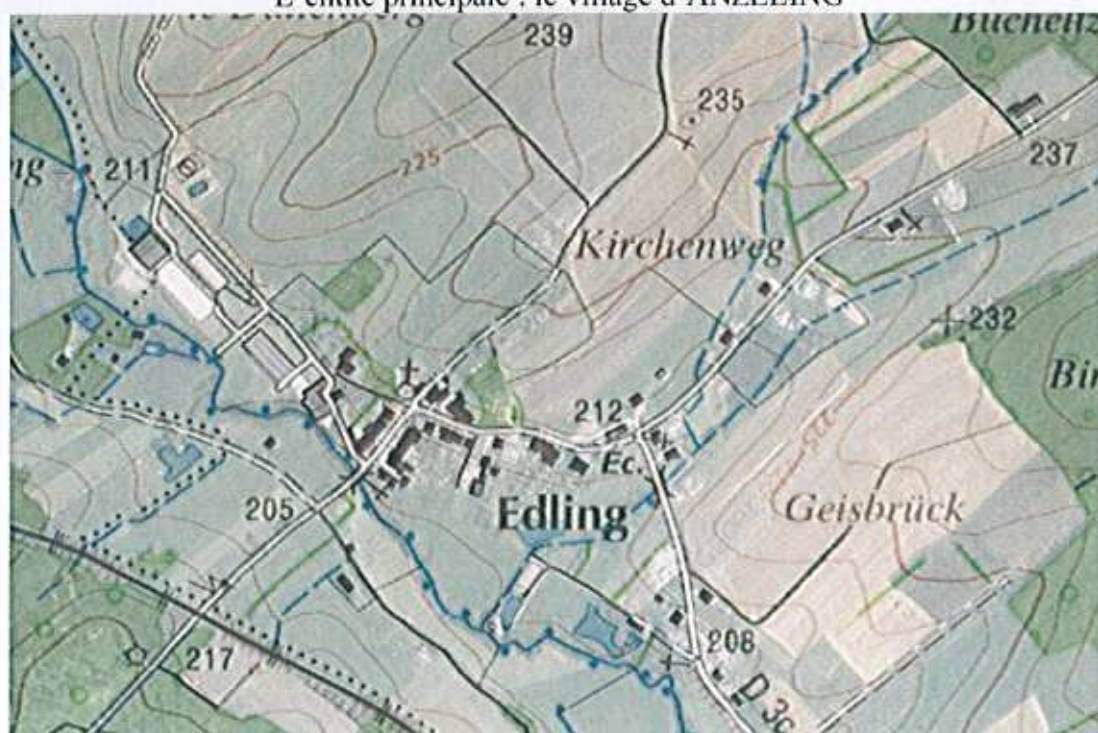 L'entité principale : le village d'ANZELING
239
235
237
211
225
Kirchenweg
232
212
Ec.
Edling
205
Geisbrück
217
208
D 3c